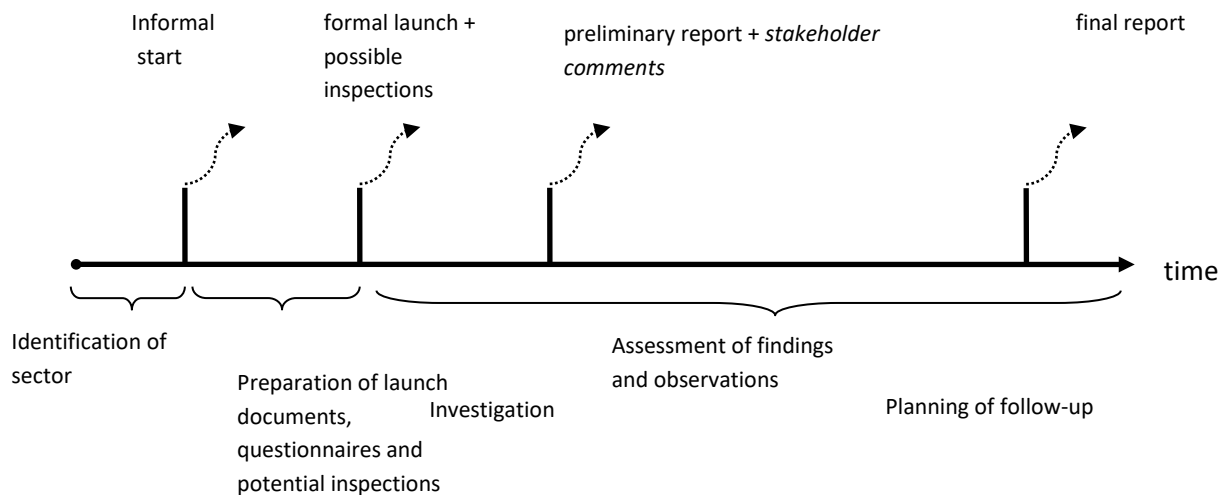 Informal
start
formal launch +
possible
inspections
preliminary report + stakeholder
comments
final report
time
Identification of
sector
Preparation of launch
documents,
questionnaires and
potential inspections
Investigation
Assessment of findings
and observations
Planning of follow-up